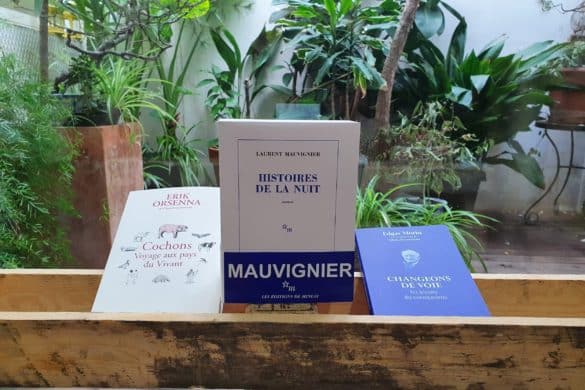 ERIK
ORSENNA
Cochons
Voyage aux pays
du Vivant
LAURENT MAUVIGNIER
HISTOIRES
DE LA NUIT
roman
m
MAUVIGNIER
m
LES ÉDITIONS DE MINUIT
Edgar Morin
CHANGEONS
DE VOIE